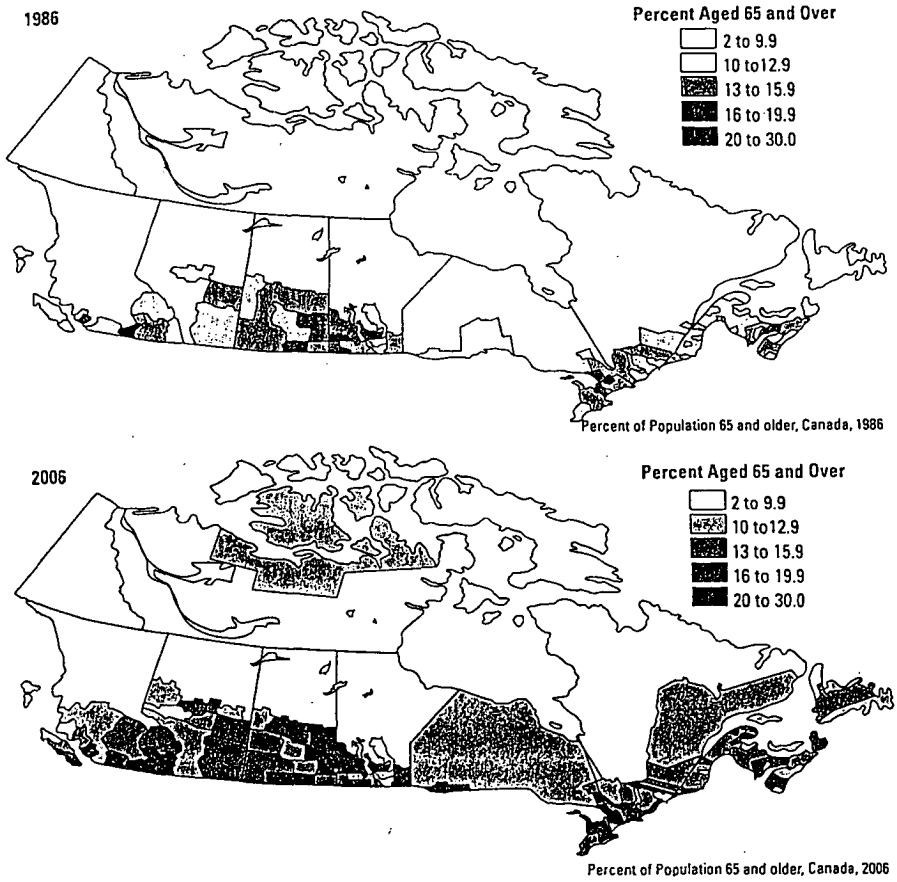 1986
Percent Aged 65 and Over
2 to 9.9
10 to12.9
13 to 15.9
16 to 19.9
20 to 30.0
Percent of Population 65 and older, Canada, 1986
2006
Percent Aged 65 and Over
2 to 9.9
10 to12.9
13 to 15.9
16 to 19.9
20 to 30.0
Percent of Population 65 and older, Canada, 2006